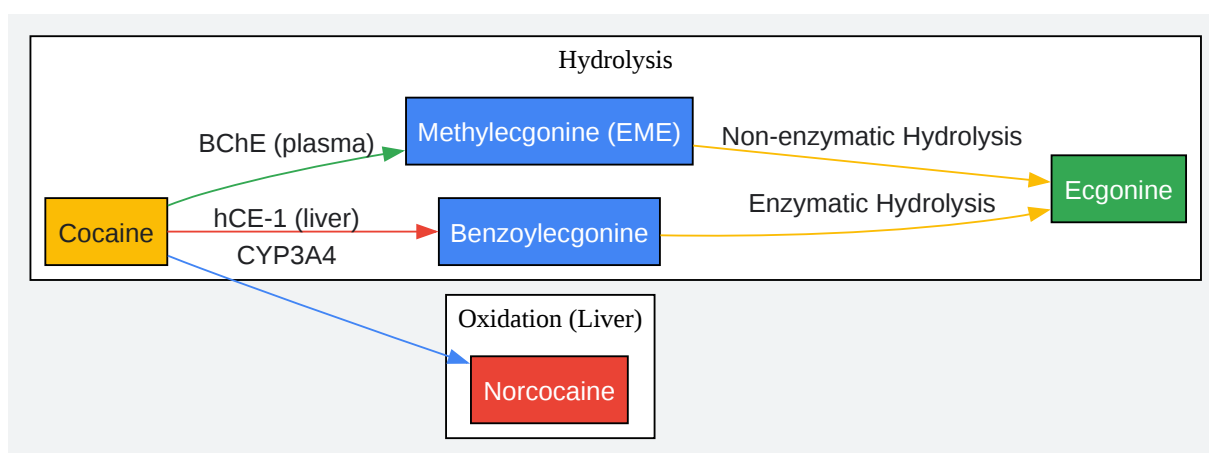 Hydrolysis
BChE (plasma)
Methylecgonine (EME)
Non-enzymatic Hydrolysis
Ecgonine
Enzymatic Hydrolysis
Cocaine
hCE-1 (liver)
Benzoylecgonine
CYP3A4
Oxidation (Liver)
Norcocaine